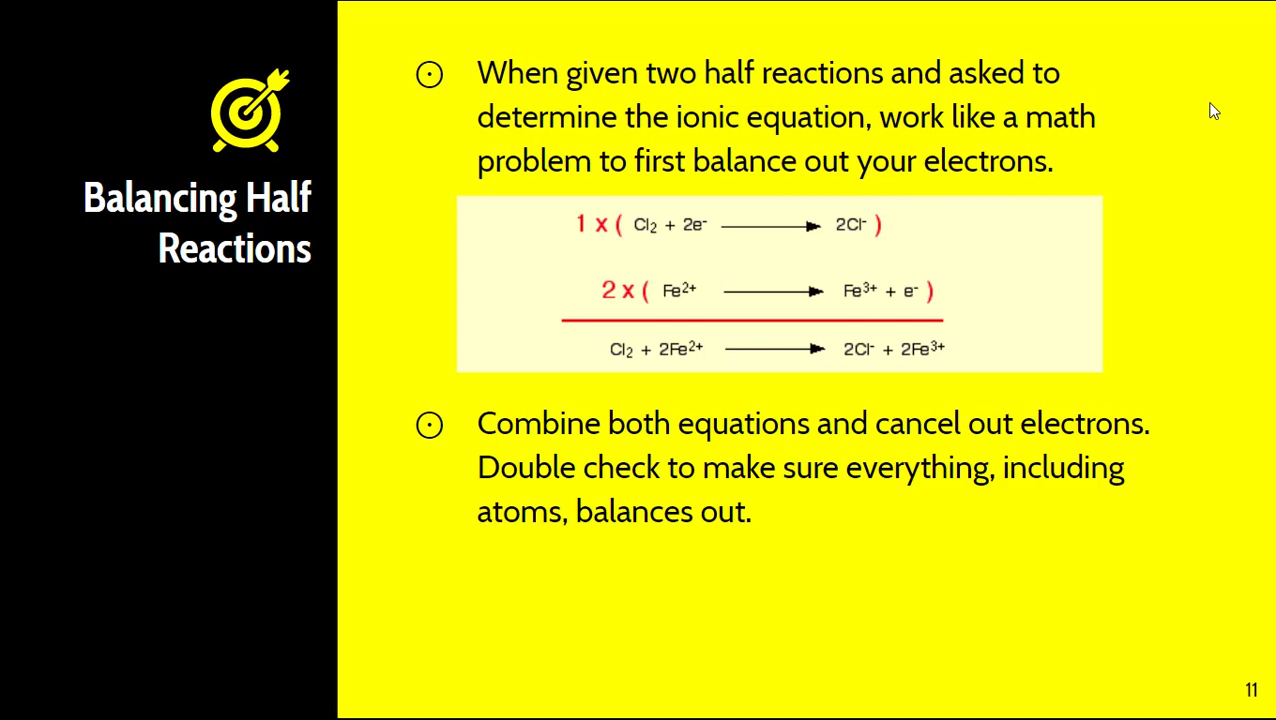 Balancing Half
Reactions
When given two half reactions and asked to
determine the ionic equation, work like a math
problem to first balance out your electrons.
1 x ( Cl₂ + 2e⁻ → 2Cl⁻ )
2 x ( Fe²⁺ → Fe³⁺ + e⁻ )
Cl₂ + 2Fe²⁺ → 2Cl⁻ + 2Fe³⁺
Combine both equations and cancel out electrons.
Double check to make sure everything, including
atoms, balances out.
11